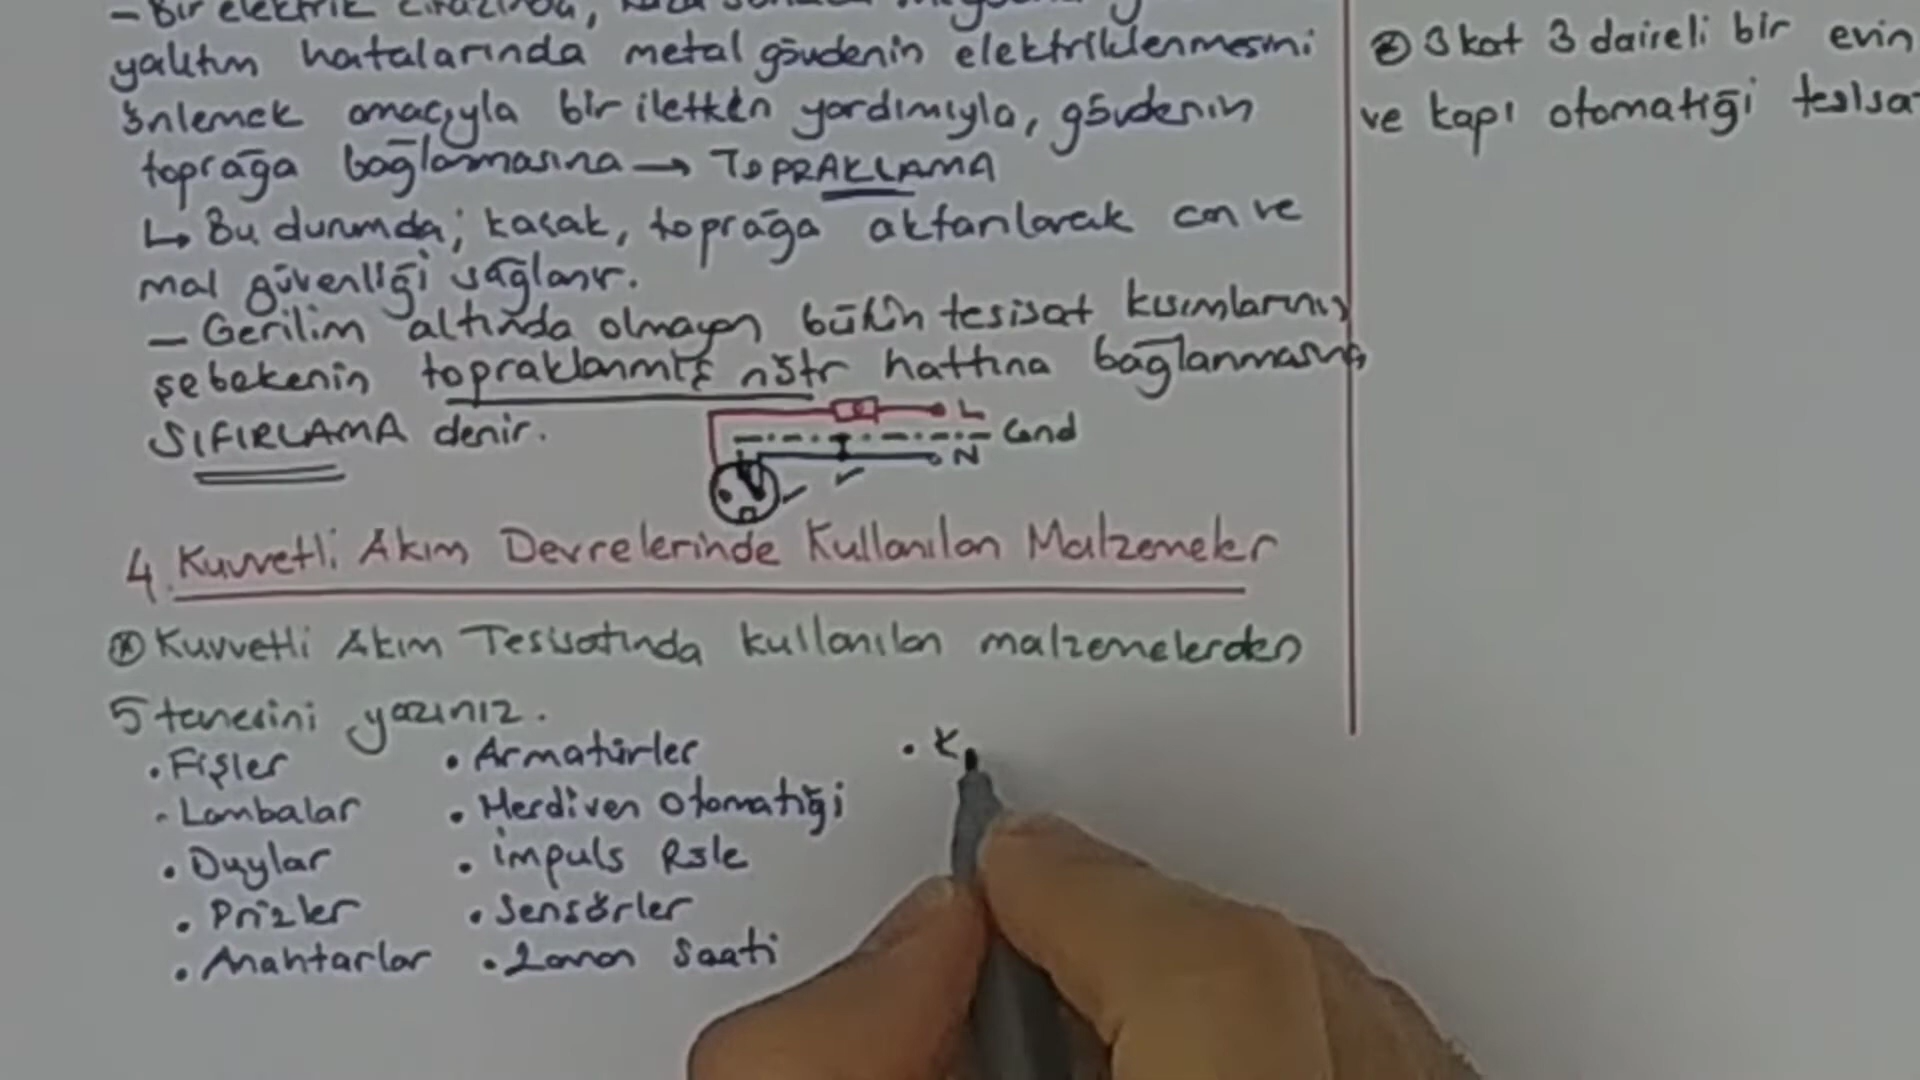 - Bir elektrik
yalıtım hatalarında metal gövdenin elektriklenmesini
önlemek amacıyla bir iletken yardımıyla, gövdenin
toprağa bağlanmasına → TOPRAKLAMA
↳ Bu durumda; kaçak, toprağa aktarılarak can ve
mal güvenliği sağlanır.
- Gerilim altında olmayan bütün tesisat kısımlarının
şebekenin topraklanmış nötr hattına bağlanmasına
SIFIRLAMA denir.
L
Gnd
N
4. Kuvvetli Akım Devrelerinde Kullanılan Malzemeler
* Kuvvetli Akım Tesisatında kullanılan malzemelerden
5 tanesini yazınız.
• Fişler
• Lambalar
• Duylar
• Prizler
• Anahtarlar
• Armatürler
• Merdiven Otomatiği
• İmpuls Röle
• Sensörler
• Zaman Saati
• K
② 3 kat 3 daireli bir evin
ve kapı otomatiği tesisat